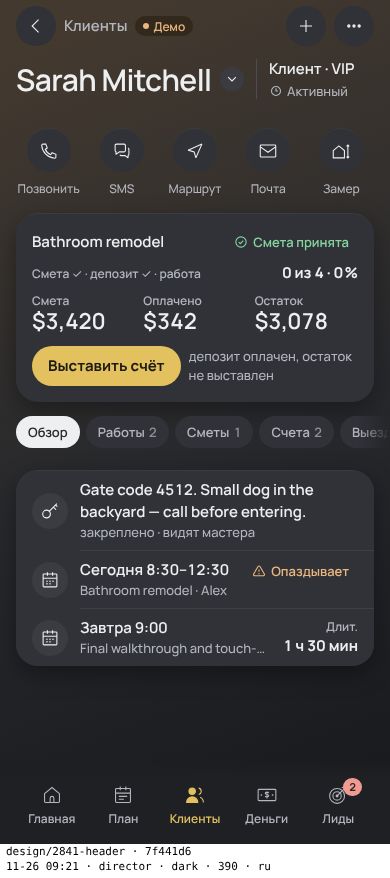 Клиенты
Демо
Sarah Mitchell
Клиент · VIP
Активный
Позвонить
SMS
Маршрут
Почта
Замер
Bathroom remodel
Смета принята
Смета ✓ · депозит ✓ · работа
0 из 4 · 0%
Смета
Оплачено
Остаток
$3,420
$342
$3,078
Выставить счёт
депозит оплачен, остаток
не выставлен
Обзор
Работы 2
Сметы 1
Счета 2
Выез
Gate code 4512. Small dog in the
backyard — call before entering.
закреплено · видят мастера
Сегодня 8:30–12:30
Опаздывает
Bathroom remodel · Alex
Завтра 9:00
Длит.
Final walkthrough and touch-…
1 ч 30 мин
2
Главная
План
Клиенты
Деньги
Лиды
design/2841-header · 7f441d6
11-26 09:21 · director · dark · 390 · ru